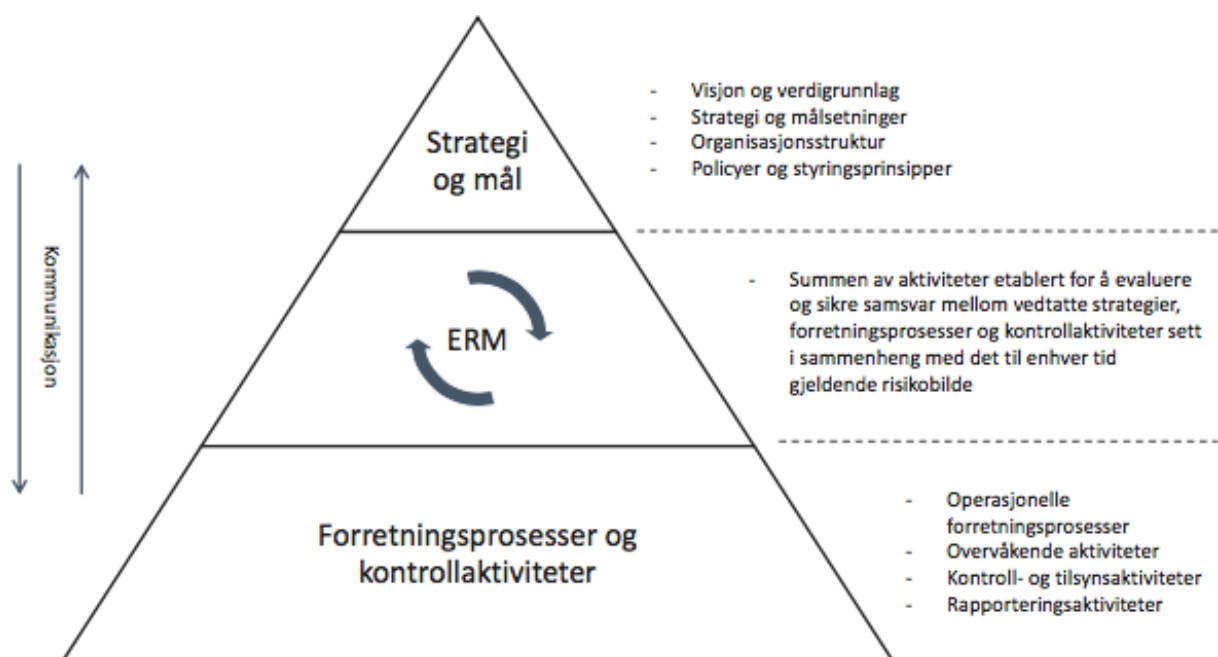 Strategi
og mål
- Visjon og verdigrunnlag
- Strategi og målsetninger
- Organisasjonsstruktur
- Policyer og styringsprinsipper
Kommunikasjon
ERM
- Summen av aktiviteter etablert for å evaluere
og sikre samsvar mellom vedtatte strategier,
forretningsprosesser og kontrollaktiviteter sett
i sammenheng med det til enhver tid
gjeldende risikobilde
Forretningsprosesser og
kontrollaktiviteter
- Operasjonelle
forretningsprosesser
- Overvåkende aktiviteter
- Kontroll- og tilsynsaktiviteter
- Rapporteringsaktiviteter